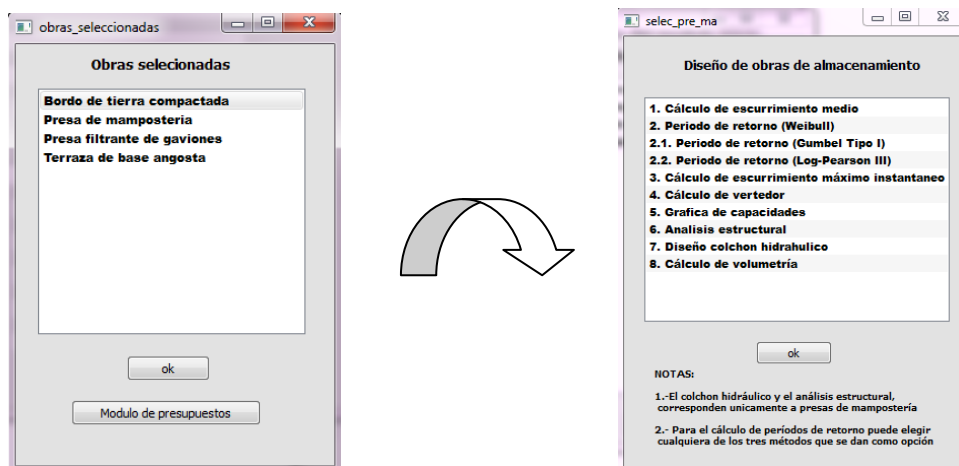 obras_seleccionadas
Obras selecionadas
Bordo de tierra compactada
Presa de mamposteria
Presa filtrante de gaviones
Terraza de base angosta
ok
Modulo de presupuestos
selec_pre_ma
Diseño de obras de almacenamiento
1. Cálculo de escurrimiento medio
2. Periodo de retorno (Weibull)
2.1. Periodo de retorno (Gumbel Tipo I)
2.2. Periodo de retorno (Log-Pearson III)
3. Cálculo de escurrimiento máximo instantaneo
4. Cálculo de vertedor
5. Grafica de capacidades
6. Analisis estructural
7. Diseño colchon hidrahulico
8. Cálculo de volumetría
ok
NOTAS:
1.-El colchon hidráulico y el análisis estructural,
corresponden unicamente a presas de mampostería
2.- Para el cálculo de períodos de retorno puede elegir
cualquiera de los tres métodos que se dan como opción